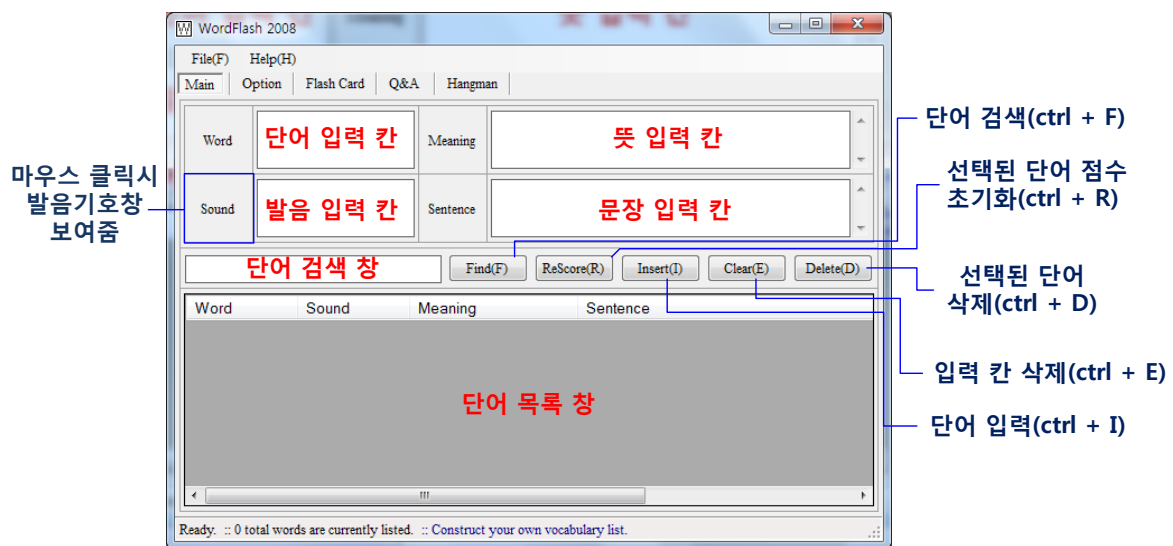 WordFlash 2008
File(F) Help(H)
Main Option Flash Card Q&A Hangman
Word 단어 입력 칸 Meaning 뜻 입력 칸
Sound 발음 입력 칸 Sentence 문장 입력 칸
마우스 클릭시
발음기호창
보여줌
단어 검색 창 Find(F) ReScore(R) Insert(I) Clear(E) Delete(D)
Word Sound Meaning Sentence
단어 목록 창
Ready. :: 0 total words are currently listed. :: Construct your own vocabulary list.
단어 검색(ctrl + F)
선택된 단어 점수
초기화(ctrl + R)
선택된 단어
삭제(ctrl + D)
입력 칸 삭제(ctrl + E)
단어 입력(ctrl + I)